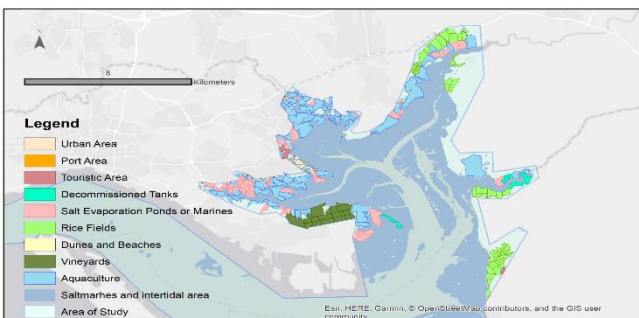 6
Kilometers
Legend
Urban Area
Port Area
Touristic Area
Decommissioned Tanks
Salt Evaporation Ponds or Marines
Rice Fields
Dunes and Beaches
Vineyards
Aquaculture
Saltmarhes and intertidal area
Area of Study
Esri, HERE, Garmin, © OpenStreetMap contributors, and the GIS user
community